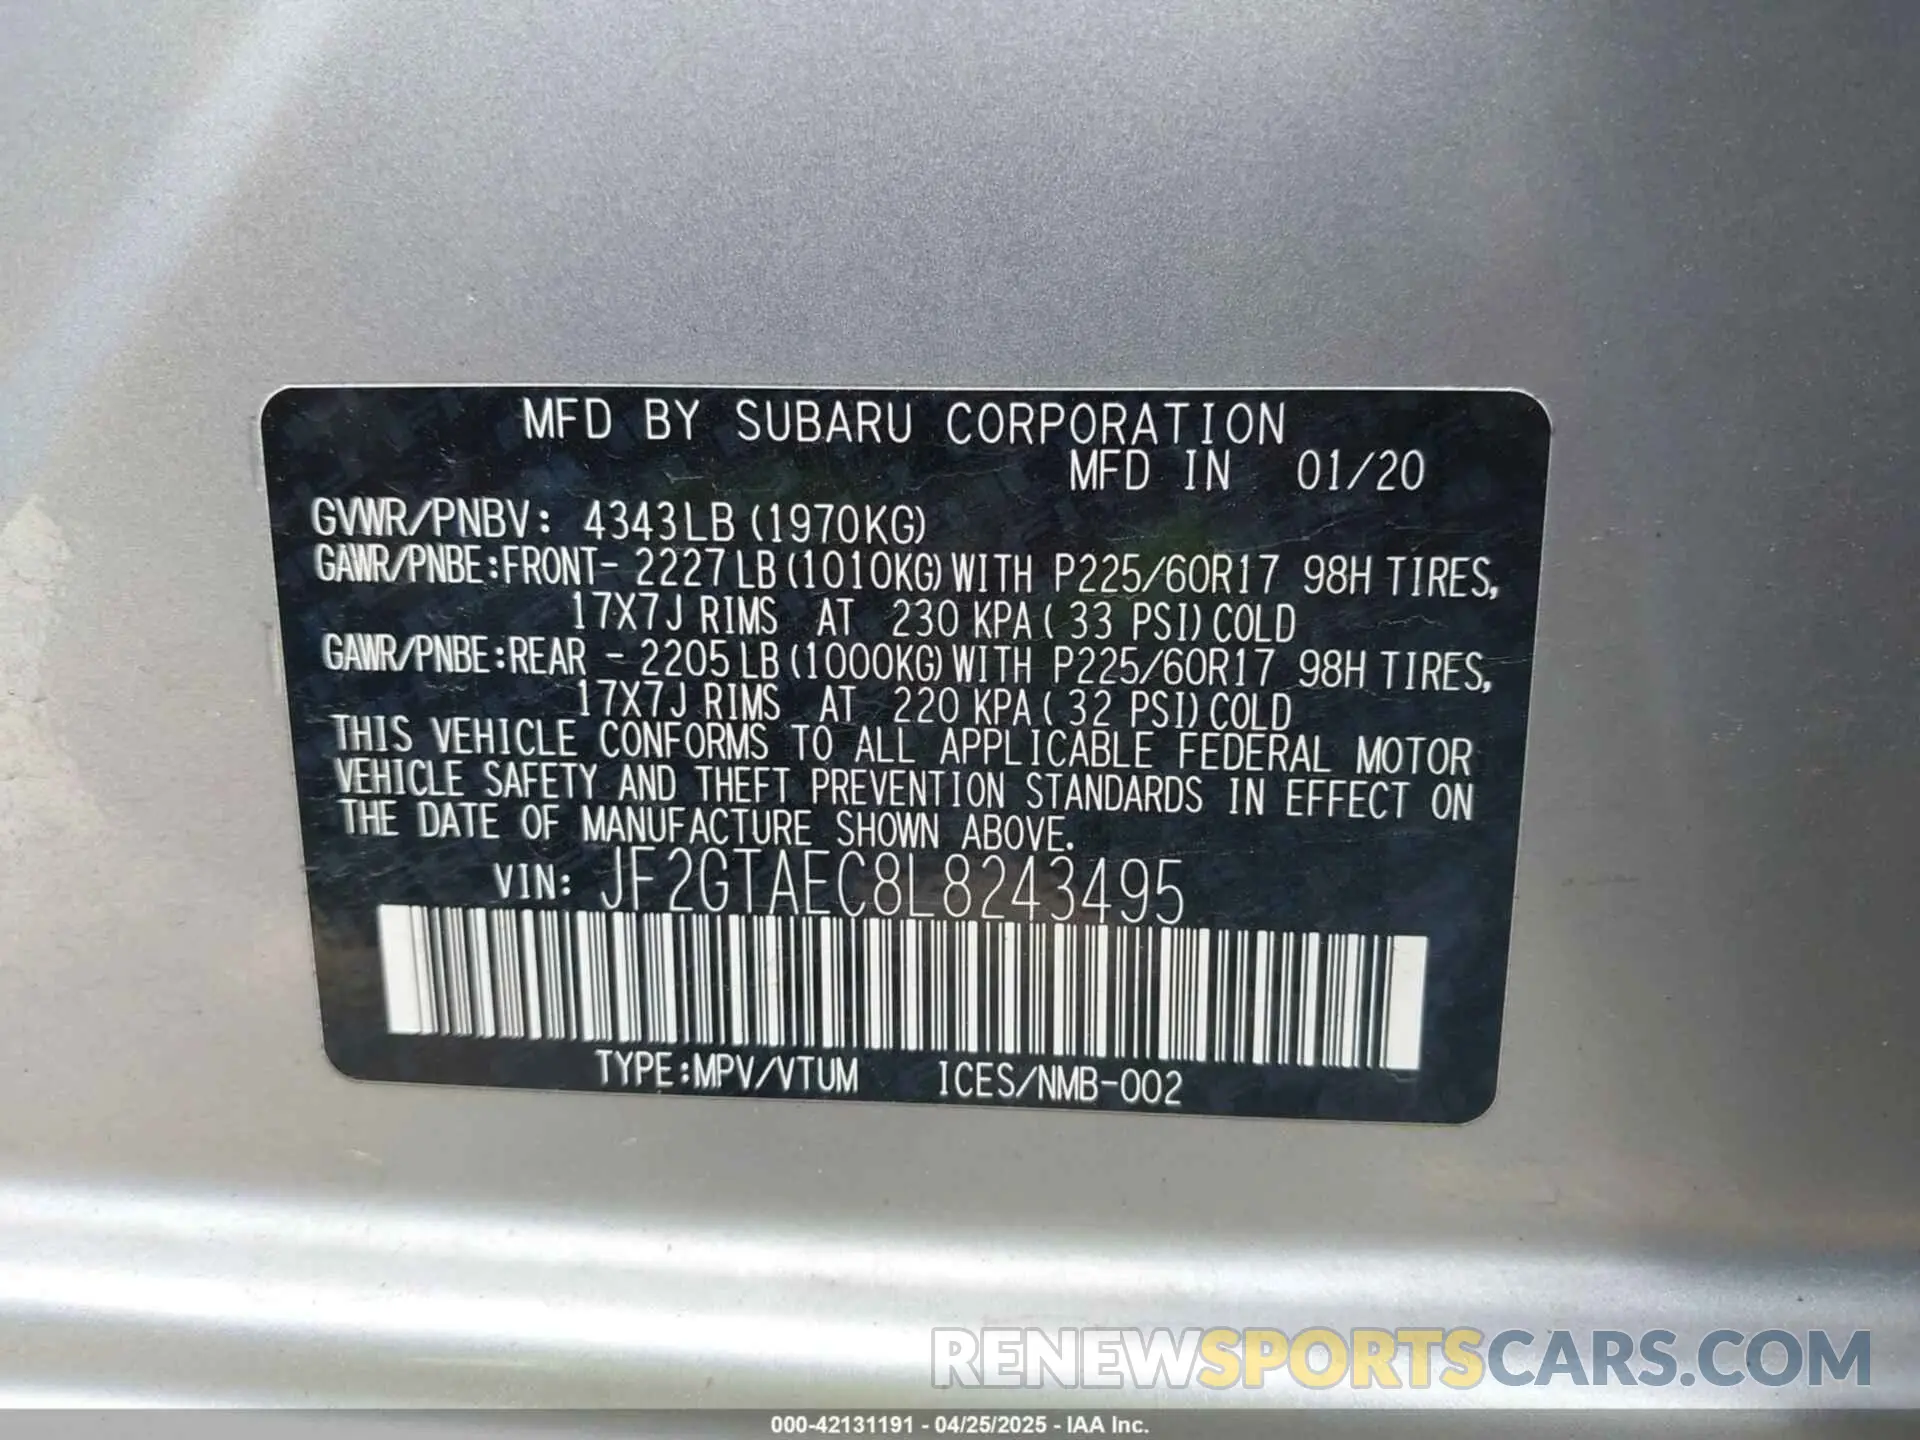 MFD BY SUBARU CORPORATION
MFD IN 01/20
GVWR/PNBV: 4343LB (1970KG)
GAWR/PNBE:FRONT- 2227 LB (1010KG) WITH P225/60R17 98H TIRES,
17X7J RIMS AT 230 KPA ( 33 PSI) COLD
GAWR/PNBE:REAR - 2205 LB (1000KG) WITH P225/60R17 98H TIRES,
17X7J RIMS AT 220 KPA ( 32 PSI) COLD
THIS VEHICLE CONFORMS TO ALL APPLICABLE FEDERAL MOTOR
VEHICLE SAFETY AND THEFT PREVENTION STANDARDS IN EFFECT ON
THE DATE OF MANUFACTURE SHOWN ABOVE.
VIN: JF2GTAEC8L8243495
TYPE:MPV/VTUM ICES/NMB-002
RENEWSPORTSCARS.COM
000-42131191 - 04/25/2025 - IAA Inc.